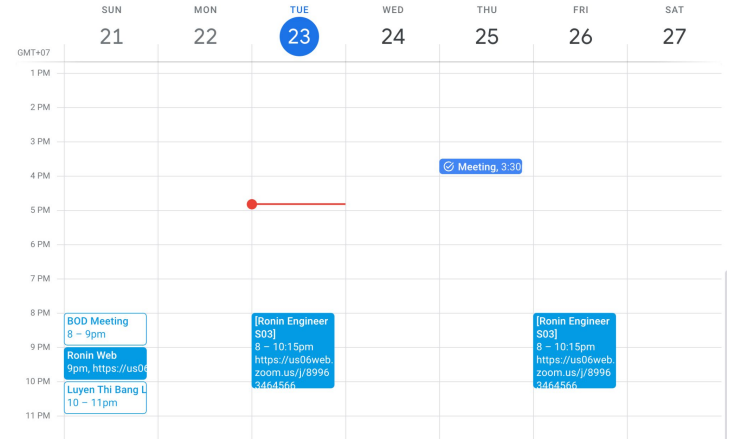 SUN MON TUE WED THU FRI SAT
21 22 23 24 25 26 27
GMT+07
1 PM
2 PM
3 PM
Meeting, 3:30
4 PM
5 PM
6 PM
7 PM
8 PM
BOD Meeting
8 – 9pm
[Ronin Engineer
S03]
8 – 10:15pm
https://us06web.
zoom.us/j/8996
3464566
[Ronin Engineer
S03]
8 – 10:15pm
https://us06web.
zoom.us/j/8996
3464566
9 PM
Ronin Web
9pm, https://us06
10 PM
Luyen Thi Bang L
10 – 11pm
11 PM